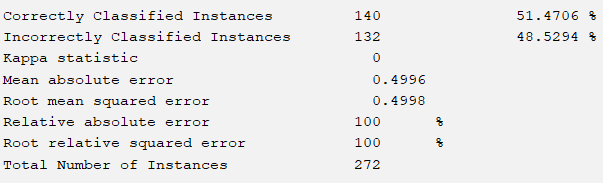 Correctly Classified Instances 140 51.4706 %
Incorrectly Classified Instances 132 48.5294 %
Kappa statistic 0
Mean absolute error 0.4996
Root mean squared error 0.4998
Relative absolute error 100 %
Root relative squared error 100 %
Total Number of Instances 272